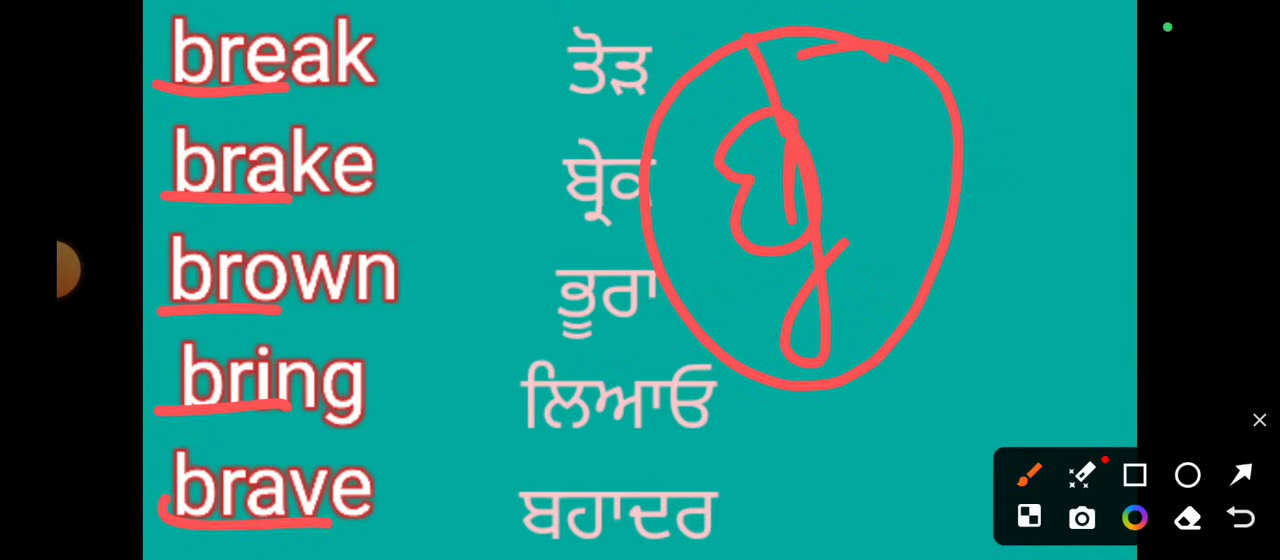 break ਤੋੜ
brake ਬ੍ਰੇਕ
brown ਭੂਰਾ
bring ਲਿਆਓ
brave ਬਹਾਦਰ